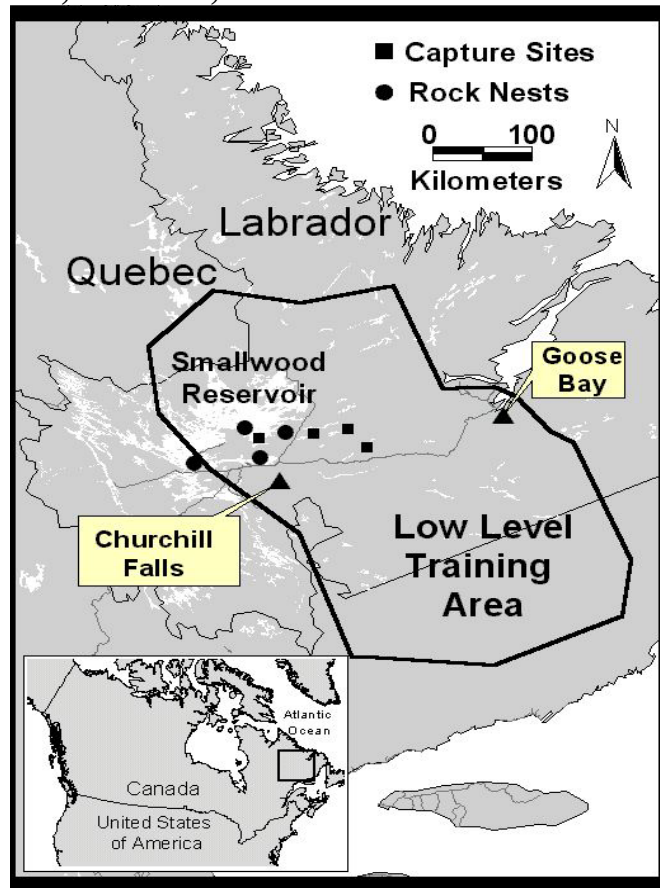 Capture Sites
Rock Nests
0 100
Kilometers
N
Labrador
Quebec
Smallwood
Reservoir
Goose
Bay
Churchill
Falls
Low Level
Training
Area
Atlantic
Ocean
Canada
United States
of America